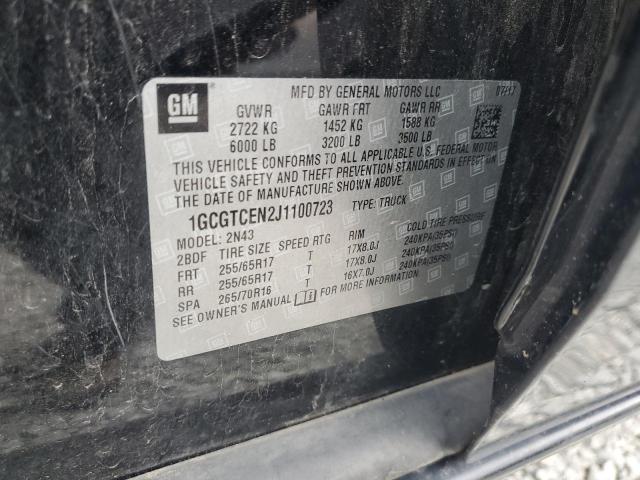 GM
MFD BY GENERAL MOTORS LLC 07/17
GVWR GAWR FRT GAWR RR
2722 KG 1452 KG 1588 KG
6000 LB 3200 LB 3500 LB
THIS VEHICLE CONFORMS TO ALL APPLICABLE U.S. FEDERAL MOTOR
VEHICLE SAFETY AND THEFT PREVENTION STANDARDS IN EFFECT ON
THE DATE OF MANUFACTURE SHOWN ABOVE.
1GCGTCEN2J1100723 TYPE: TRUCK
MODEL: 2N43
2BDF TIRE SIZE SPEED RTG RIM COLD TIRE PRESSURE
FRT 255/65R17 T 17X8.0J 240KPA(35PSI)
RR 255/65R17 T 17X8.0J 240KPA(35PSI)
SPA 265/70R16 T 16X7.0J 240KPA(35PSI)
SEE OWNER'S MANUAL FOR MORE INFORMATION